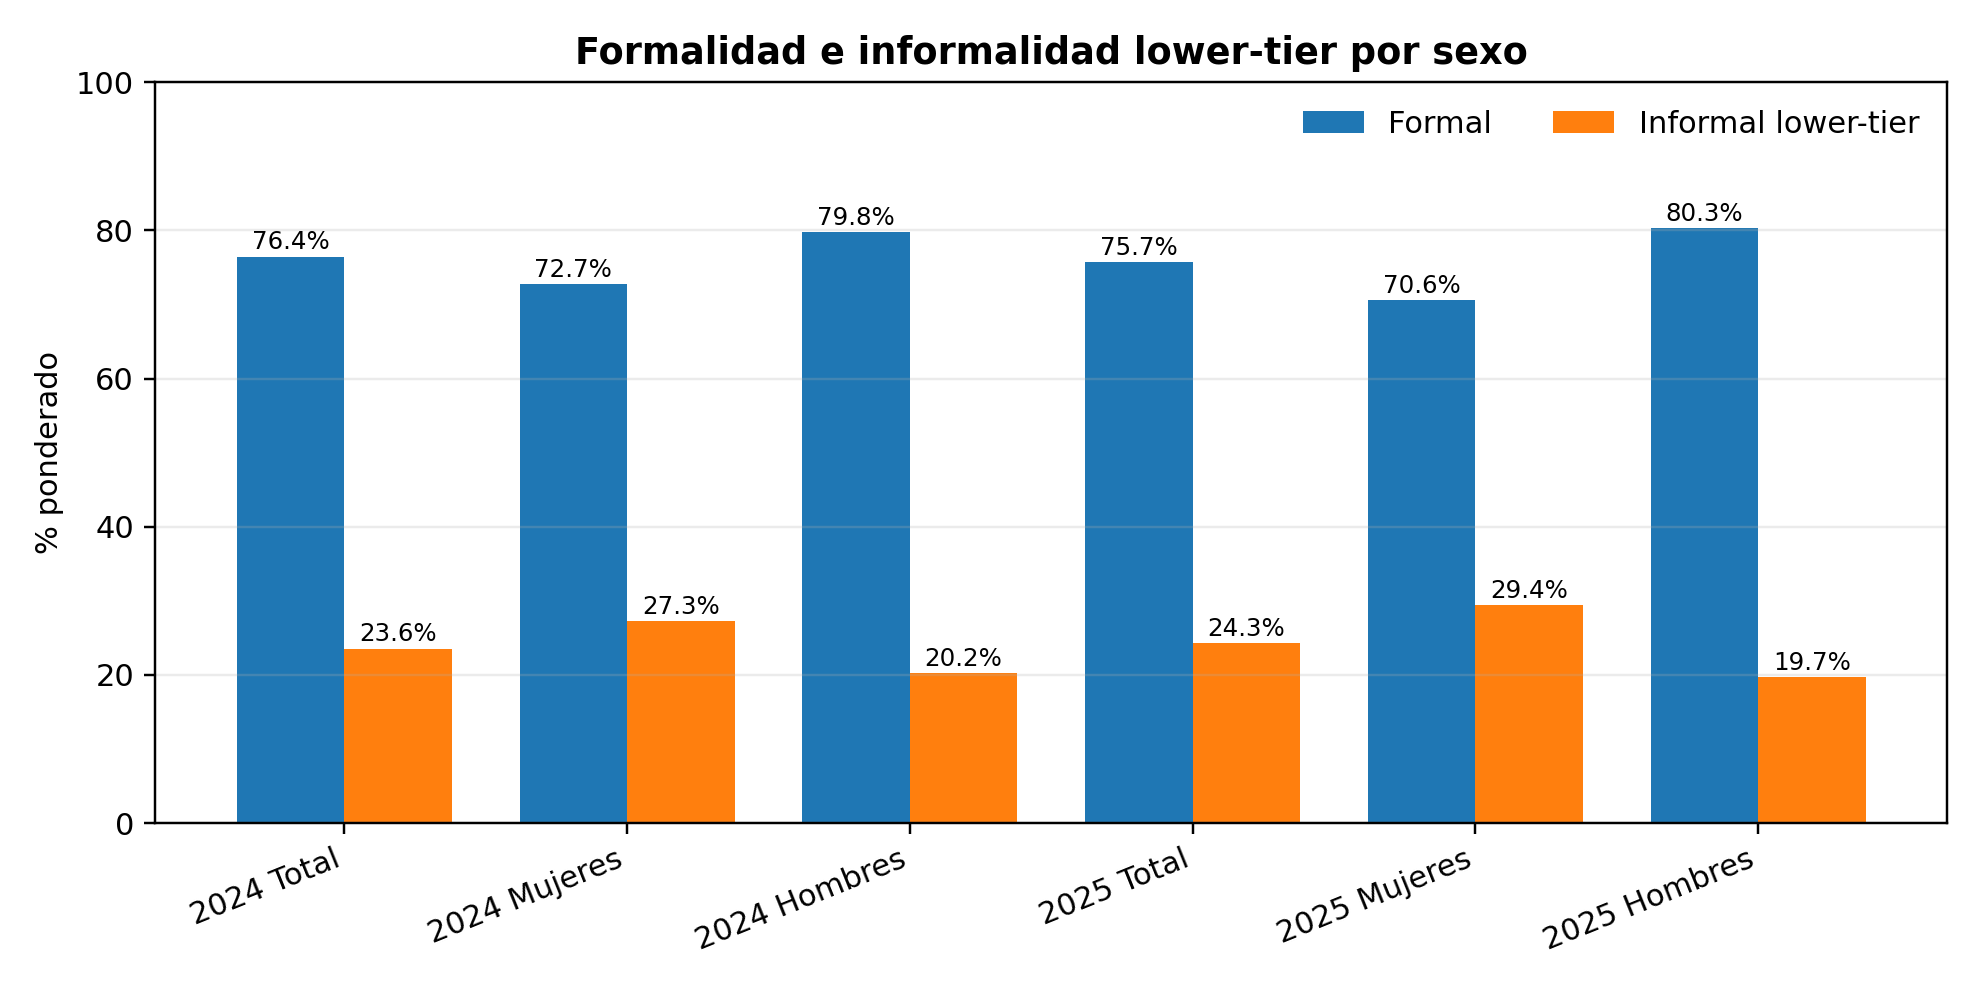 Formalidad e informalidad lower-tier por sexo
100
80
60
40
20
0
% ponderado
Formal
Informal lower-tier
76.4%
23.6%
72.7%
27.3%
79.8%
20.2%
75.7%
24.3%
70.6%
29.4%
80.3%
19.7%
2024 Total
2024 Mujeres
2024 Hombres
2025 Total
2025 Mujeres
2025 Hombres